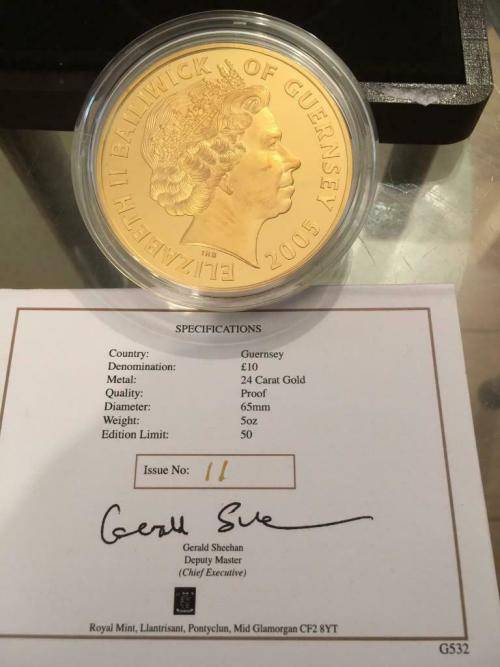 ELIZABETH II BAILIWICK OF GUERNSEY 2005
IRB
SPECIFICATIONS
Country: Guernsey
Denomination: £10
Metal: 24 Carat Gold
Quality: Proof
Diameter: 65mm
Weight: 5oz
Edition Limit: 50
Issue No: 11
Gerald Sheehan
Deputy Master
(Chief Executive)
Royal Mint, Llantrisant, Pontyclun, Mid Glamorgan CF2 8YT
G532